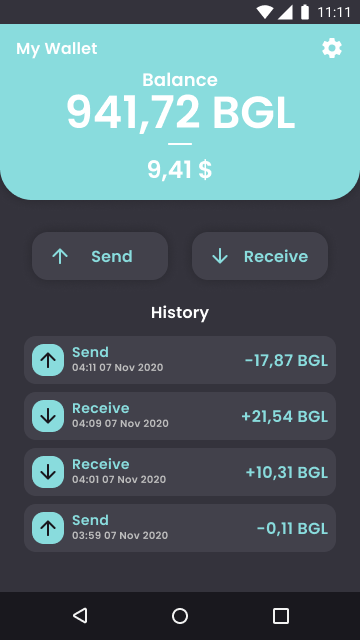 11:11
My Wallet
Balance
941,72 BGL
9,41 $
Send
Receive
History
Send
04:11 07 Nov 2020
-17,87 BGL
Receive
04:09 07 Nov 2020
+21,54 BGL
Receive
04:01 07 Nov 2020
+10,31 BGL
Send
03:59 07 Nov 2020
-0,11 BGL